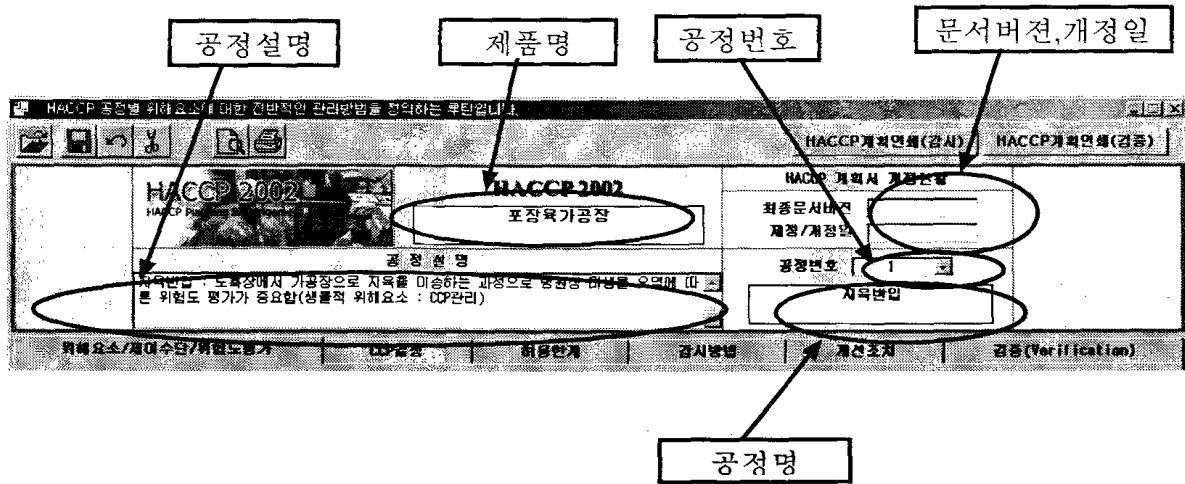 공정설명
제품명
공정번호
문서버젼,개정일
HACCP 공정별 위해요소에 대한 전반적인 관리방법을 정의하는 루틴입니다
HACCP계획연쇄(감시)
HACCP계획연쇄(검증)
HACCP 2002
HACCP
HACCP 2002
포장육가공장
HACCP 계획서 개정현황
최종문서버젼
제정/개정일
공정설명
지육반입 : 도축장에서 가공장으로 지육을 이송하는 과정으로 병원성 미생물 오염에 따
른 위험도 평가가 중요함(생물적 위해요소 : CCP관리)
공정번호 1
지육반입
위해요소/제어수단/위험도평가
CCP결정
허용한계
감시방법
개선조치
검증(Verification)
공정명